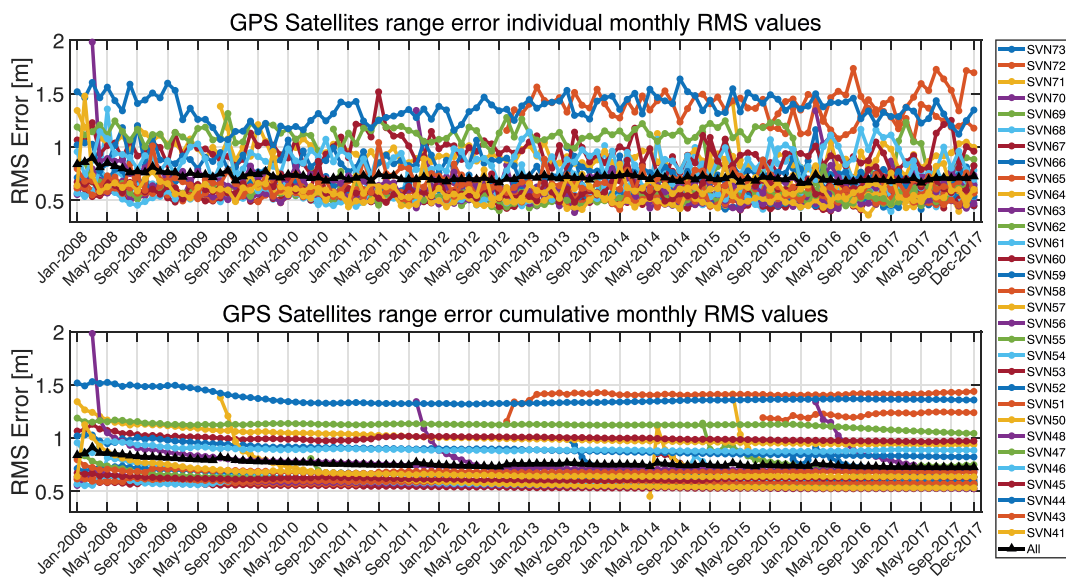 GPS Satellites range error individual monthly RMS values
RMS Error [m]
2
1.5
1
0.5
Jan-2008
May-2008
Sep-2008
Jan-2009
May-2009
Sep-2009
Jan-2010
May-2010
Sep-2010
Jan-2011
May-2011
Sep-2011
Jan-2012
May-2012
Sep-2012
Jan-2013
May-2013
Sep-2013
Jan-2014
May-2014
Sep-2014
Jan-2015
May-2015
Sep-2015
Jan-2016
May-2016
Sep-2016
Jan-2017
May-2017
Sep-2017
Dec-2017
GPS Satellites range error cumulative monthly RMS values
RMS Error [m]
2
1.5
1
0.5
Jan-2008
May-2008
Sep-2008
Jan-2009
May-2009
Sep-2009
Jan-2010
May-2010
Sep-2010
Jan-2011
May-2011
Sep-2011
Jan-2012
May-2012
Sep-2012
Jan-2013
May-2013
Sep-2013
Jan-2014
May-2014
Sep-2014
Jan-2015
May-2015
Sep-2015
Jan-2016
May-2016
Sep-2016
Jan-2017
May-2017
Sep-2017
Dec-2017
SVN73
SVN72
SVN71
SVN70
SVN69
SVN68
SVN67
SVN66
SVN65
SVN64
SVN63
SVN62
SVN61
SVN60
SVN59
SVN58
SVN57
SVN56
SVN55
SVN54
SVN53
SVN52
SVN51
SVN50
SVN48
SVN47
SVN46
SVN45
SVN44
SVN43
SVN41
All